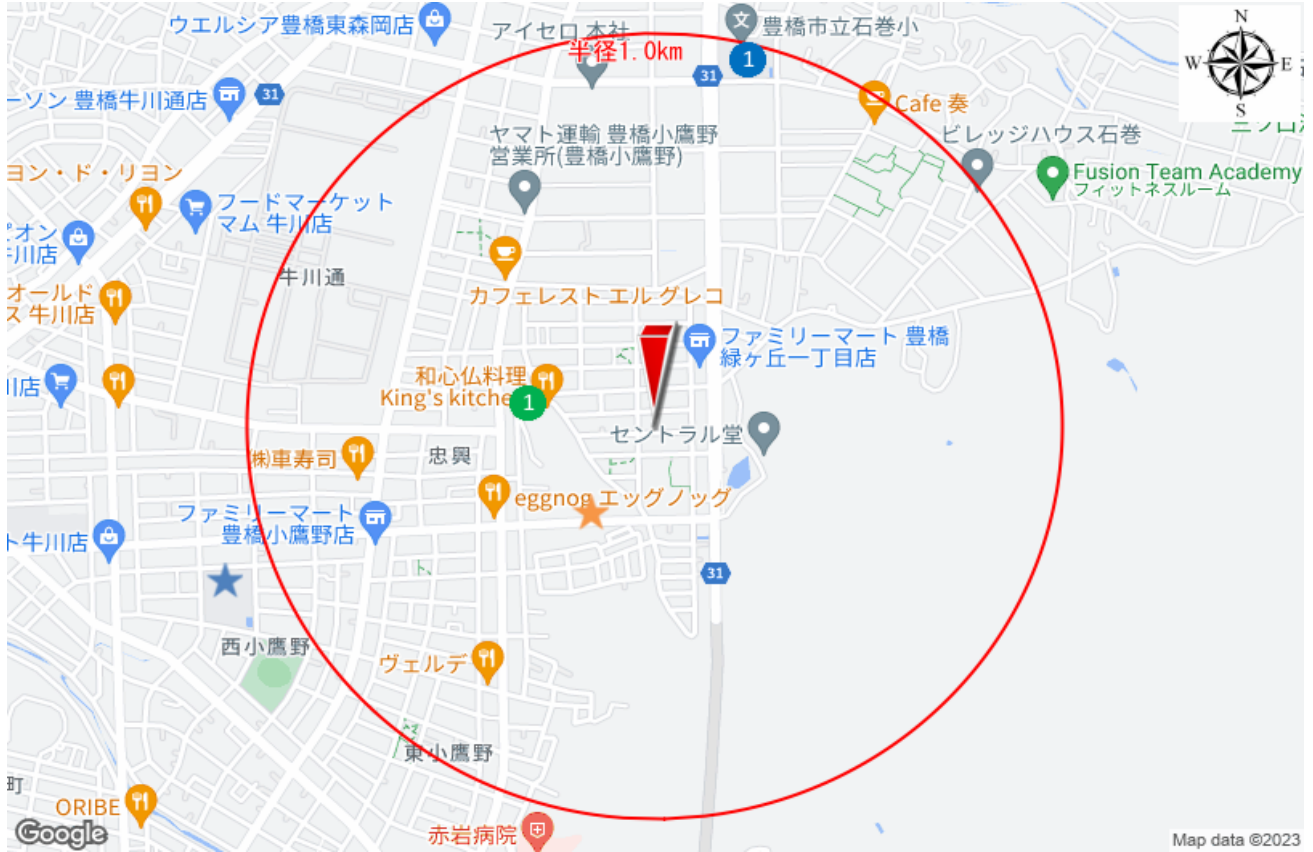 ウエルシア豊橋東森岡店
アイセロ 本社
豊橋市立石巻小
半径1.0km
1
31
N
W
E
S
ーソン 豊橋牛川通店
31
Cafe 奏
ヤマト運輸 豊橋小鷹野
営業所(豊橋小鷹野)
ビレッジハウス石巻
ヨン・ド・リヨン
Fusion Team Academy
フィットネスルーム
フードマーケット
マム 牛川店
ピオン
牛川店
牛川通
オールド
ス 牛川店
カフェレスト エル グレコ
ファミリーマート 豊橋
緑ヶ丘一丁目店
川店
和心仏料理
King's kitche
1
セントラル堂
忠興
㈱車寿司
eggnog エッグノッグ
ファミリーマート
豊橋小鷹野店
ト牛川店
31
西小鷹野
ヴェルデ
東小鷹野
町
ORIBE
赤岩病院
Google
Map data ©2023